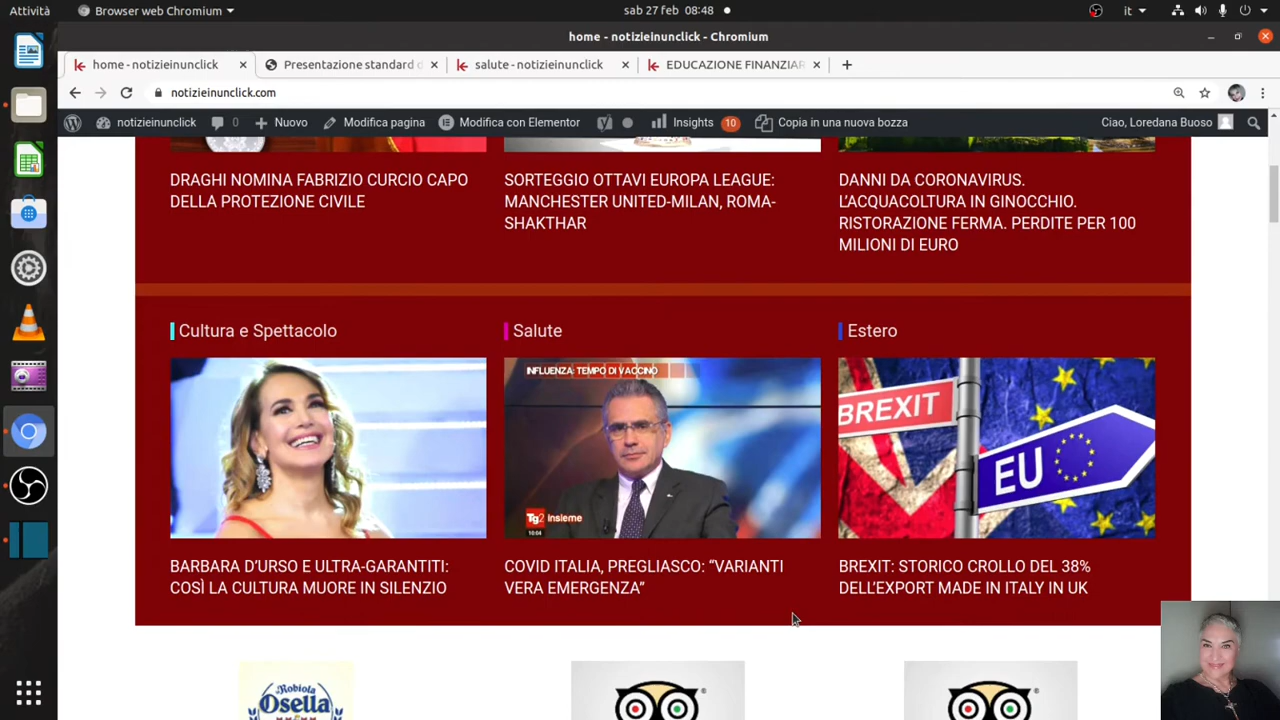 Attività
Browser web Chromium
sab 27 feb 08:48
it
home - notizieinunclick - Chromium
home - notizieinunclick
Presentazione standard d
salute - notizieinunclick
EDUCAZIONE FINANZIAR
notizieinunclick.com
notizieinunclick
0
Nuovo
Modifica pagina
Modifica con Elementor
Insights
10
Copia in una nuova bozza
Ciao, Loredana Buoso
DRAGHI NOMINA FABRIZIO CURCIO CAPO
DELLA PROTEZIONE CIVILE
SORTEGGIO OTTAVI EUROPA LEAGUE:
MANCHESTER UNITED-MILAN, ROMA-
SHAKTHAR
DANNI DA CORONAVIRUS.
L’ACQUACOLTURA IN GINOCCHIO.
RISTORAZIONE FERMA. PERDITE PER 100
MILIONI DI EURO
Cultura e Spettacolo
Salute
Estero
INFLUENZA: TEMPO DI VACCINO
Tg2 insieme
10:04
BREXIT
EU
BARBARA D’URSO E ULTRA-GARANTITI:
COSÌ LA CULTURA MUORE IN SILENZIO
COVID ITALIA, PREGLIASCO: “VARIANTI
VERA EMERGENZA”
BREXIT: STORICO CROLLO DEL 38%
DELL’EXPORT MADE IN ITALY IN UK
Robiola
Osella